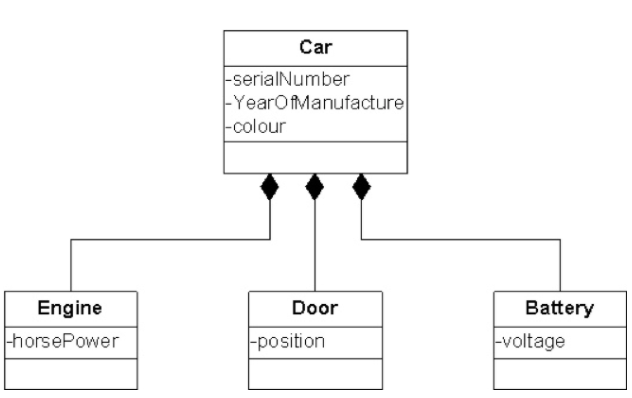 Car
-serialNumber
-YearOfManufacture
-colour
Engine
-horsePower
Door
-position
Battery
-voltage